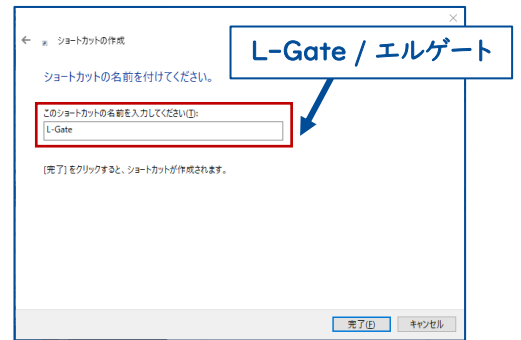 ショートカットの作成
L-Gate / エルゲート
ショートカットの名前を付けてください。
このショートカットの名前を入力してください(T):
L-Gate
[完了] をクリックすると、ショートカットが作成されます。
完了(F)
キャンセル